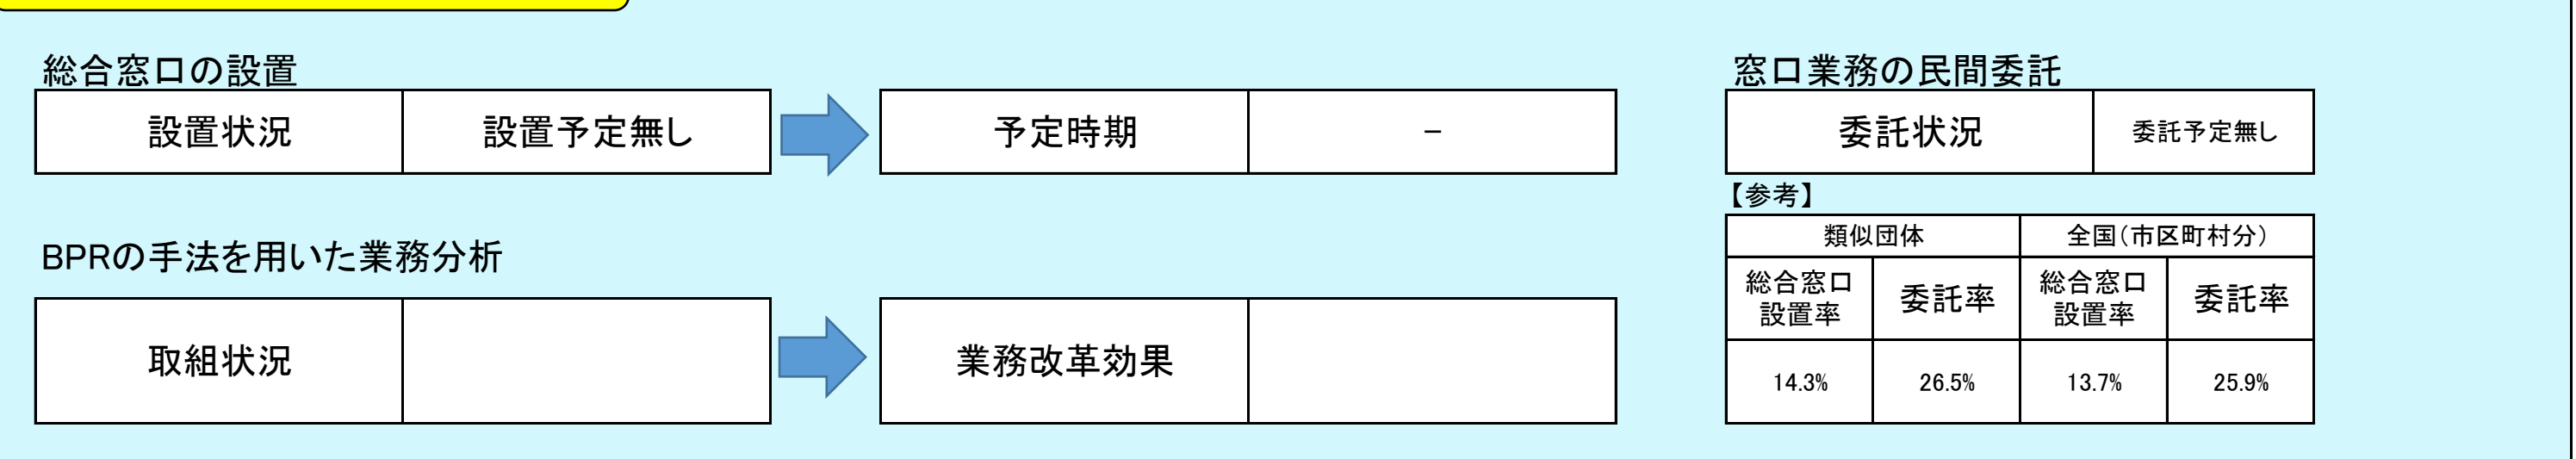 総合窓口の設置
設置状況 設置予定無し 予定時期 －
BPRの手法を用いた業務分析
取組状況 業務改革効果
窓口業務の民間委託
委託状況 委託予定無し
【参考】
類似団体 全国（市区町村分）
総合窓口
設置率
委託率
総合窓口
設置率
委託率
14.3% 26.5% 13.7% 25.9%